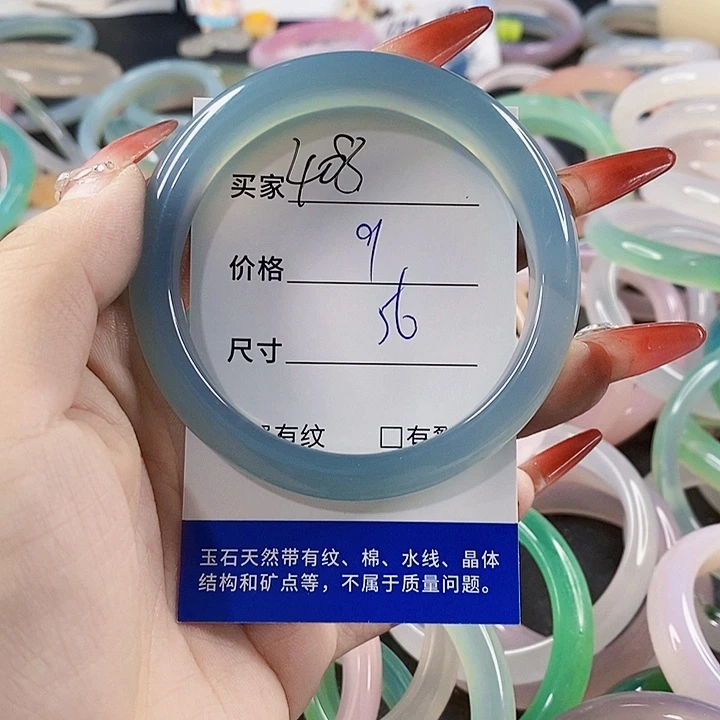 买家 408
价格 9
尺寸 56
有纹 □有裂
玉石天然带有纹、棉、水线、晶体
结构和矿点等，不属于质量问题。